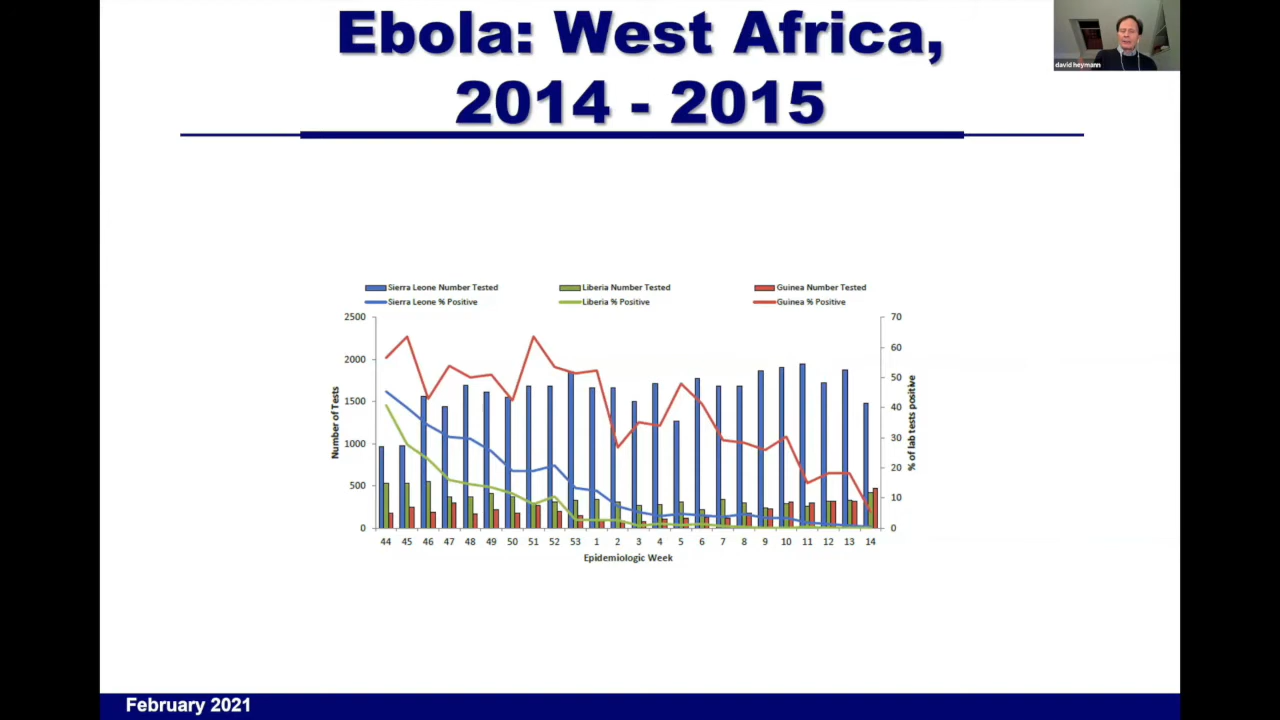 Ebola: West Africa,
2014 - 2015
david heymann
Sierra Leone Number Tested
Liberia Number Tested
Guinea Number Tested
Sierra Leone % Positive
Liberia % Positive
Guinea % Positive
Number of Tests
2500
2000
1500
1000
500
0
70
60
50
40
30
20
10
0
% of lab tests positive
44 45 46 47 48 49 50 51 52 53 1 2 3 4 5 6 7 8 9 10 11 12 13 14
Epidemiologic Week
February 2021